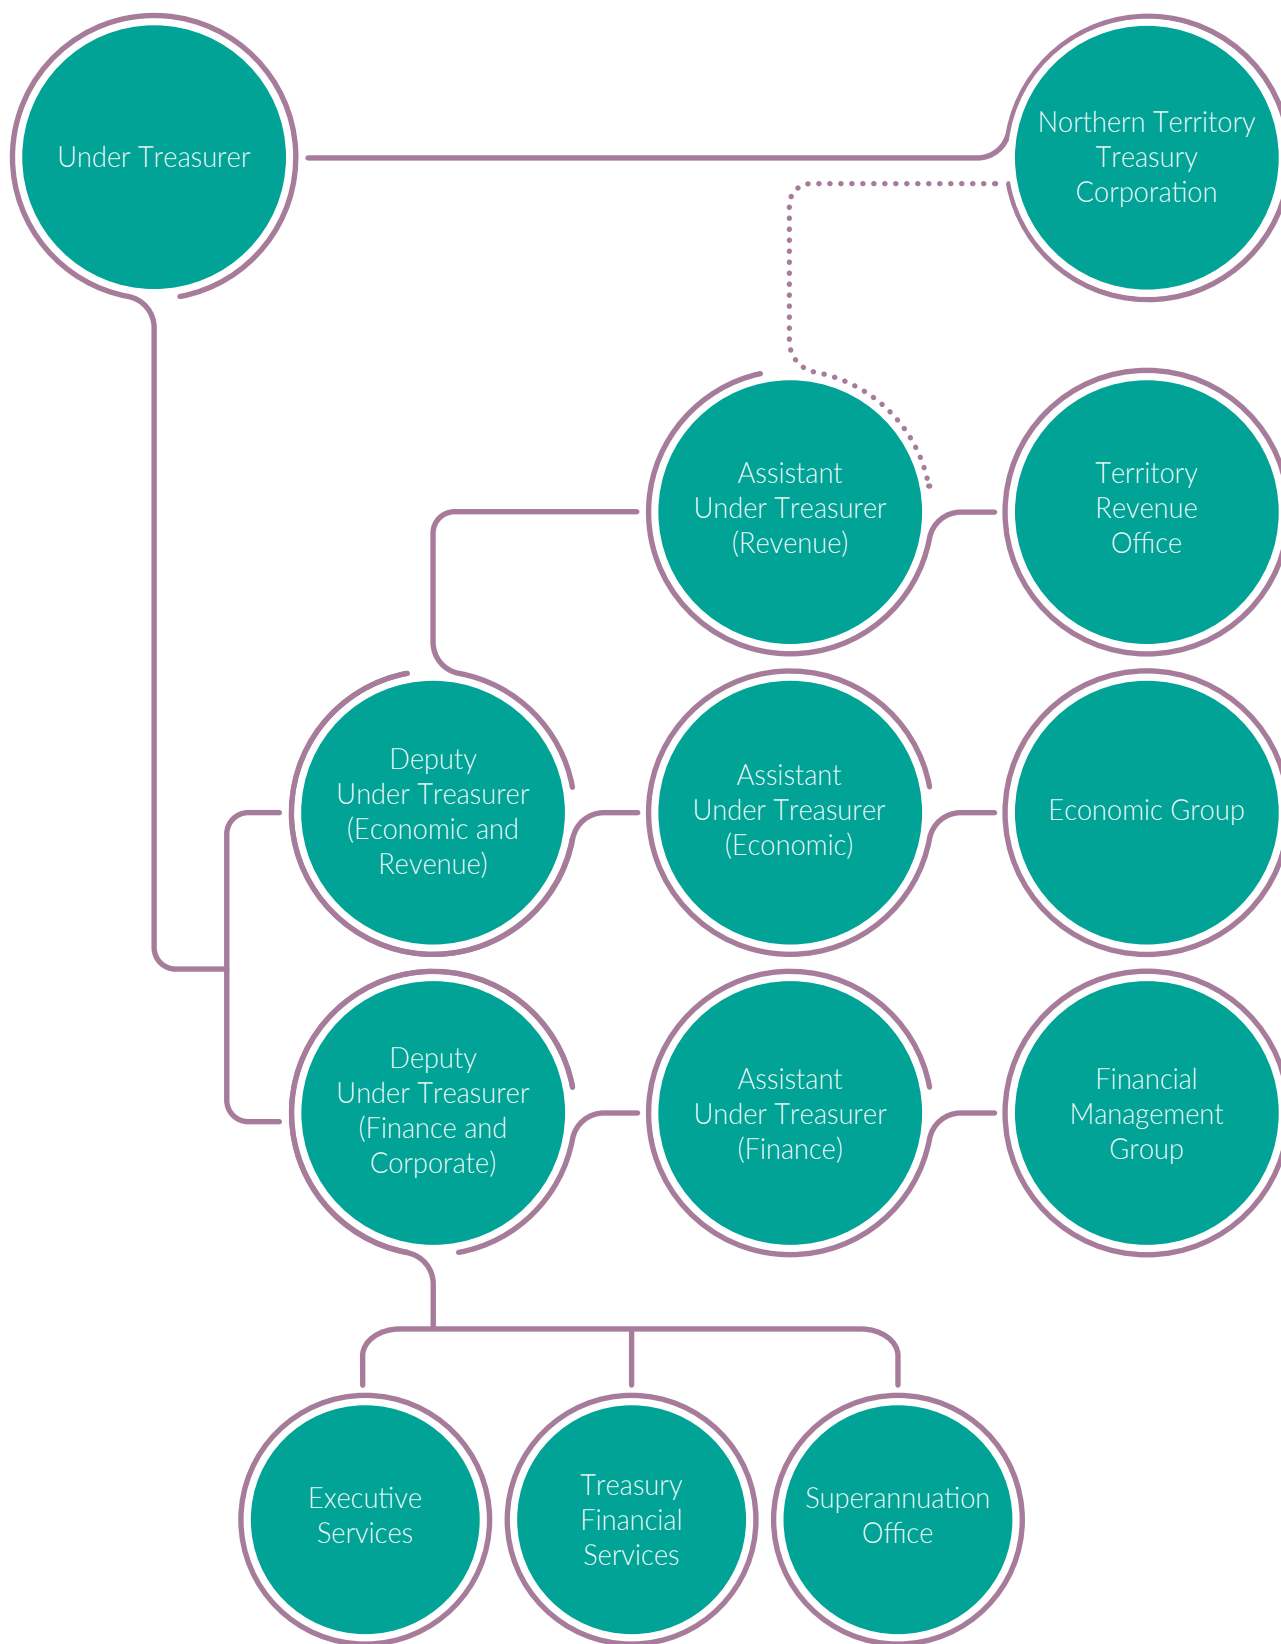 Under Treasurer
Northern Territory
Treasury
Corporation
Assistant
Under Treasurer
(Revenue)
Territory
Revenue
Office
Deputy
Under Treasurer
(Economic and
Revenue)
Assistant
Under Treasurer
(Economic)
Economic Group
Deputy
Under Treasurer
(Finance and
Corporate)
Assistant
Under Treasurer
(Finance)
Financial
Management
Group
Executive
Services
Treasury
Financial
Services
Superannuation
Office